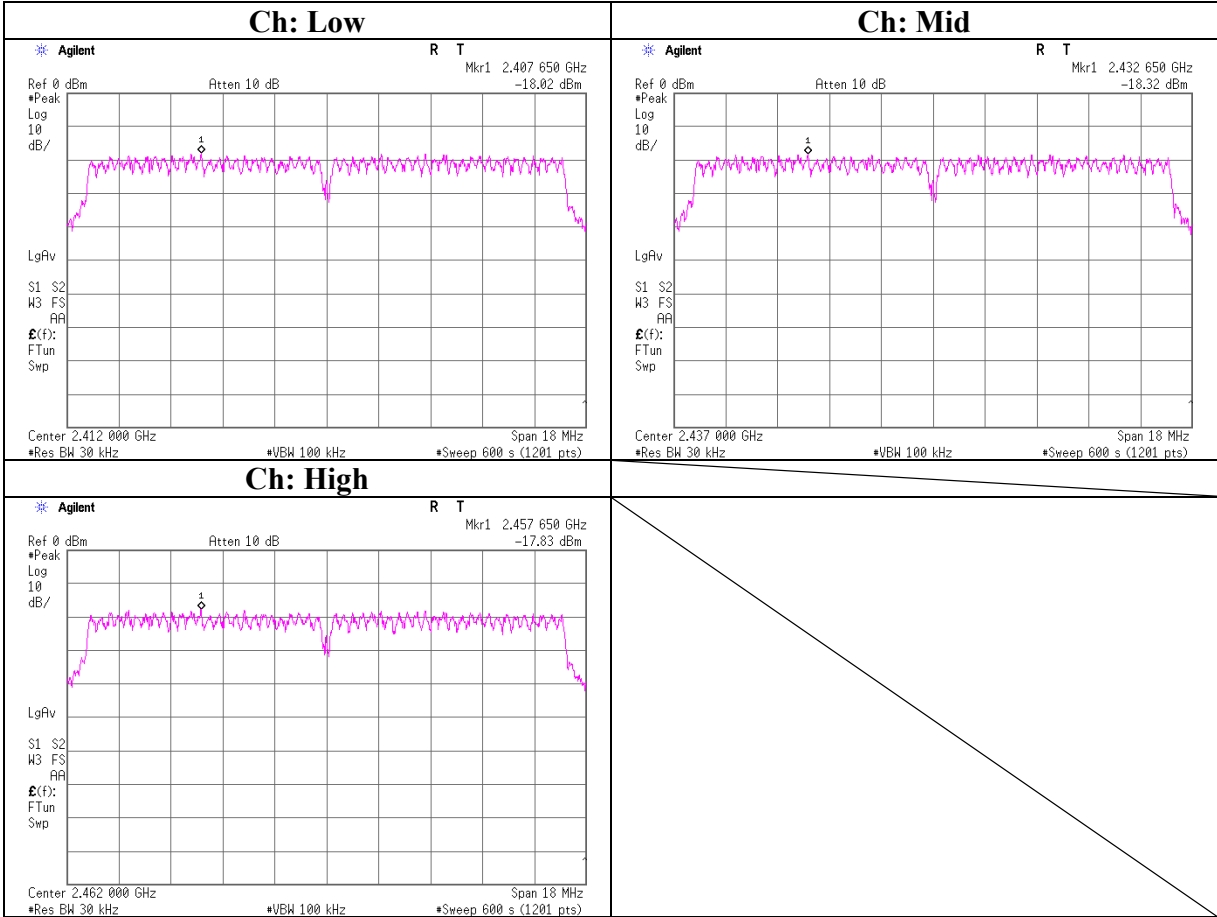 Ch: Low
Agilent R T
Mkr1 2.407 650 GHz
Ref 0 dBm Atten 10 dB -18.02 dBm
#Peak
Log
10
dB/
1
LgAv
S1 S2
W3 FS
AA
£(f):
FTun
Swp
Center 2.412 000 GHz Span 18 MHz
#Res BW 30 kHz #VBW 100 kHz #Sweep 600 s (1201 pts)
Ch: Mid
Agilent R T
Mkr1 2.432 650 GHz
Ref 0 dBm Atten 10 dB -18.32 dBm
#Peak
Log
10
dB/
1
LgAv
S1 S2
W3 FS
AA
£(f):
FTun
Swp
Center 2.437 000 GHz Span 18 MHz
#Res BW 30 kHz #VBW 100 kHz #Sweep 600 s (1201 pts)
Ch: High
Agilent R T
Mkr1 2.457 650 GHz
Ref 0 dBm Atten 10 dB -17.83 dBm
#Peak
Log
10
dB/
1
LgAv
S1 S2
W3 FS
AA
£(f):
FTun
Swp
Center 2.462 000 GHz Span 18 MHz
#Res BW 30 kHz #VBW 100 kHz #Sweep 600 s (1201 pts)